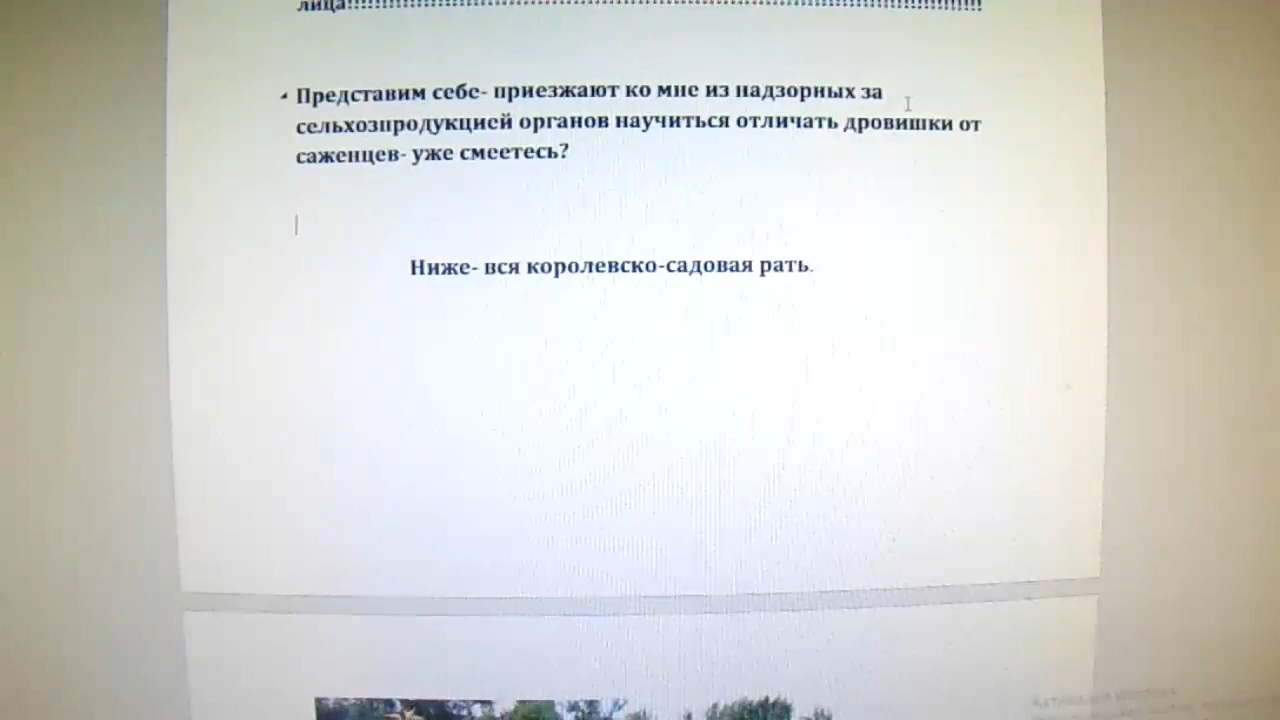 лица!!!!!!!!!!!!!!!!!!!!!!!!!!!!!!!!!!!!!!!!!!!!!!!!!!!!!!!!!!!!!!!!!!!!!!!!!!!!!!!!
Представим себе- приезжают ко мне из надзорных за
сельхозпродукцией органов научиться отличать дровишки от
саженцев- уже смеетесь?
Ниже- вся королевско-садовая рать.